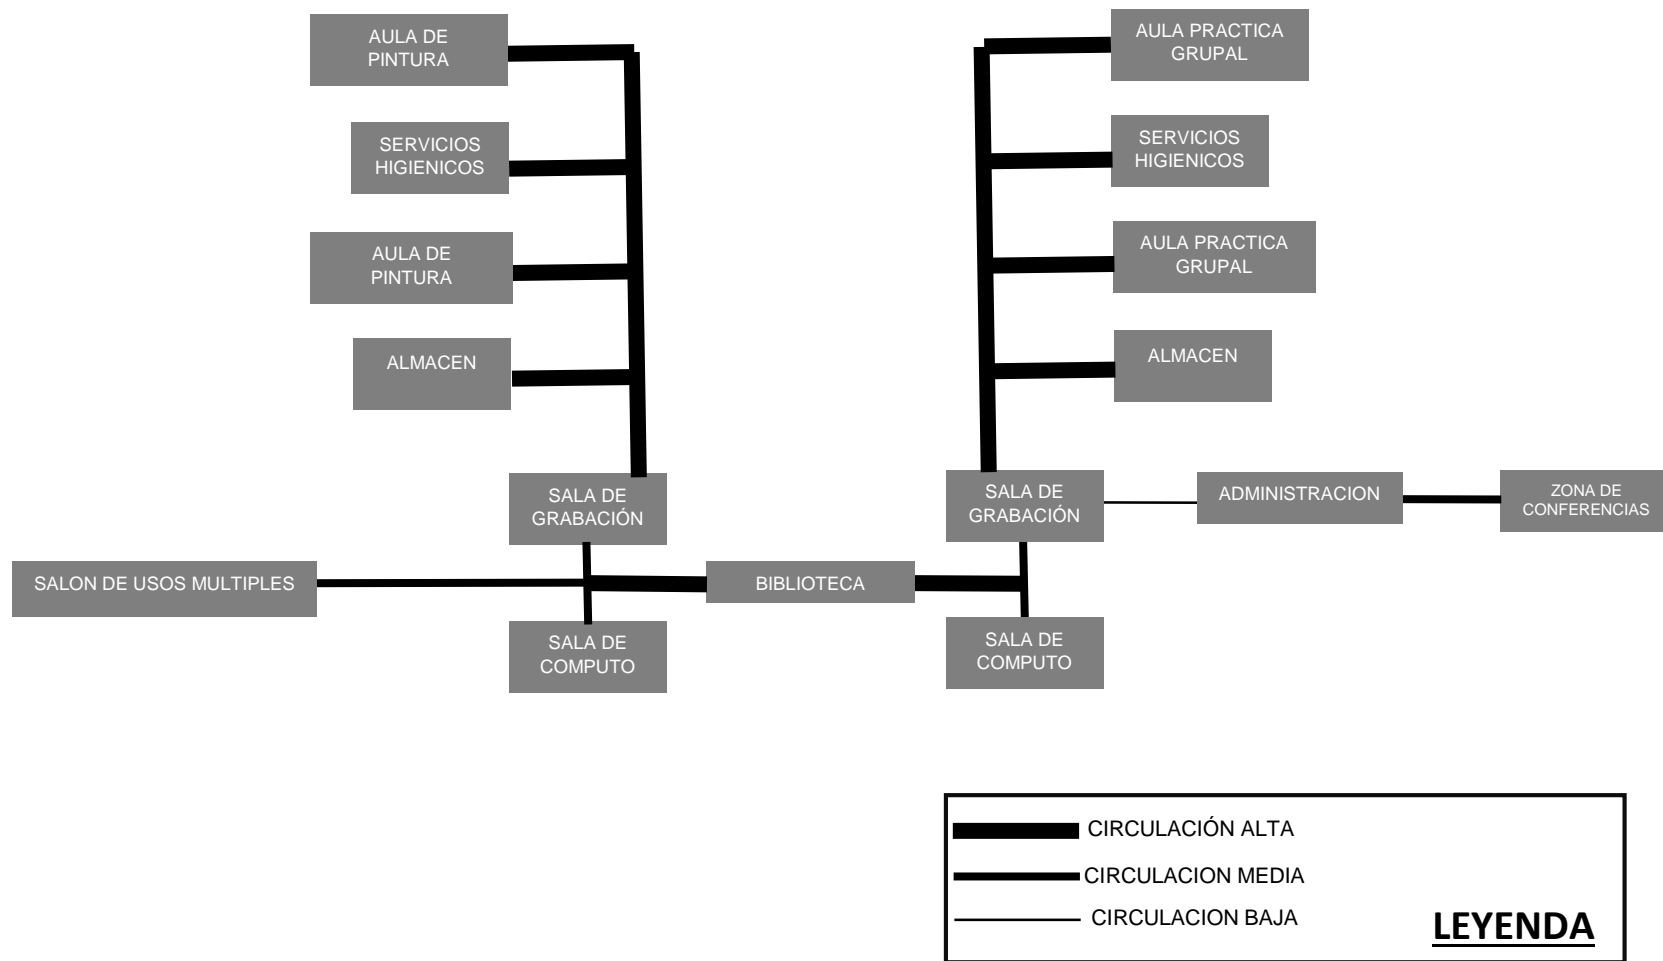 AULA DE
PINTURA
AULA PRACTICA
GRUPAL
SERVICIOS
HIGIENICOS
SERVICIOS
HIGIENICOS
AULA DE
PINTURA
AULA PRACTICA
GRUPAL
ALMACEN
ALMACEN
SALA DE
GRABACIÓN
SALA DE
GRABACIÓN
ADMINISTRACION
ZONA DE
CONFERENCIAS
SALON DE USOS MULTIPLES
BIBLIOTECA
SALA DE
COMPUTO
SALA DE
COMPUTO
CIRCULACIÓN ALTA
CIRCULACION MEDIA
CIRCULACION BAJA
LEYENDA